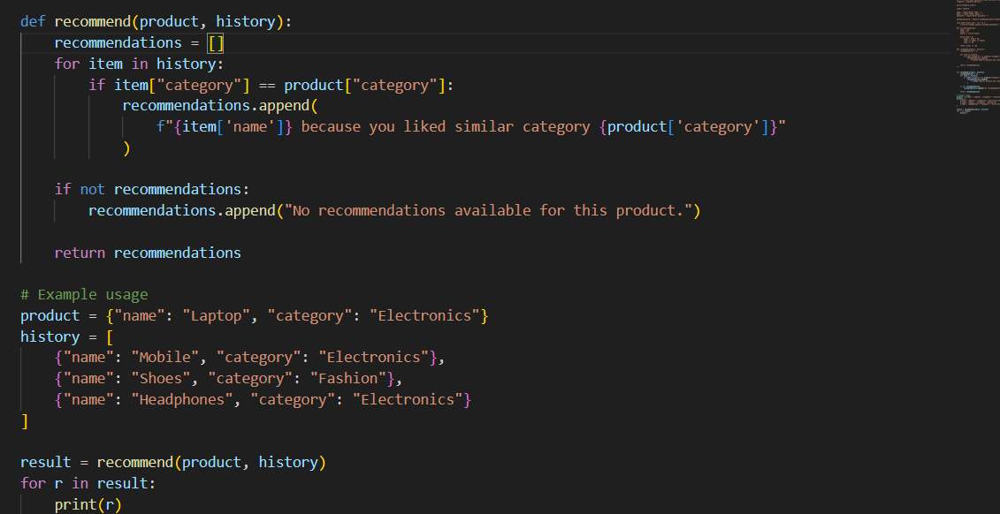 def recommend(product, history):
    recommendations = []
    for item in history:
        if item["category"] == product["category"]:
            recommendations.append(
                f"{item['name']} because you liked similar category {product['category']}"
            )

    if not recommendations:
        recommendations.append("No recommendations available for this product.")

    return recommendations

# Example usage
product = {"name": "Laptop", "category": "Electronics"}
history = [
    {"name": "Mobile", "category": "Electronics"},
    {"name": "Shoes", "category": "Fashion"},
    {"name": "Headphones", "category": "Electronics"}
]

result = recommend(product, history)
for r in result:
    print(r)